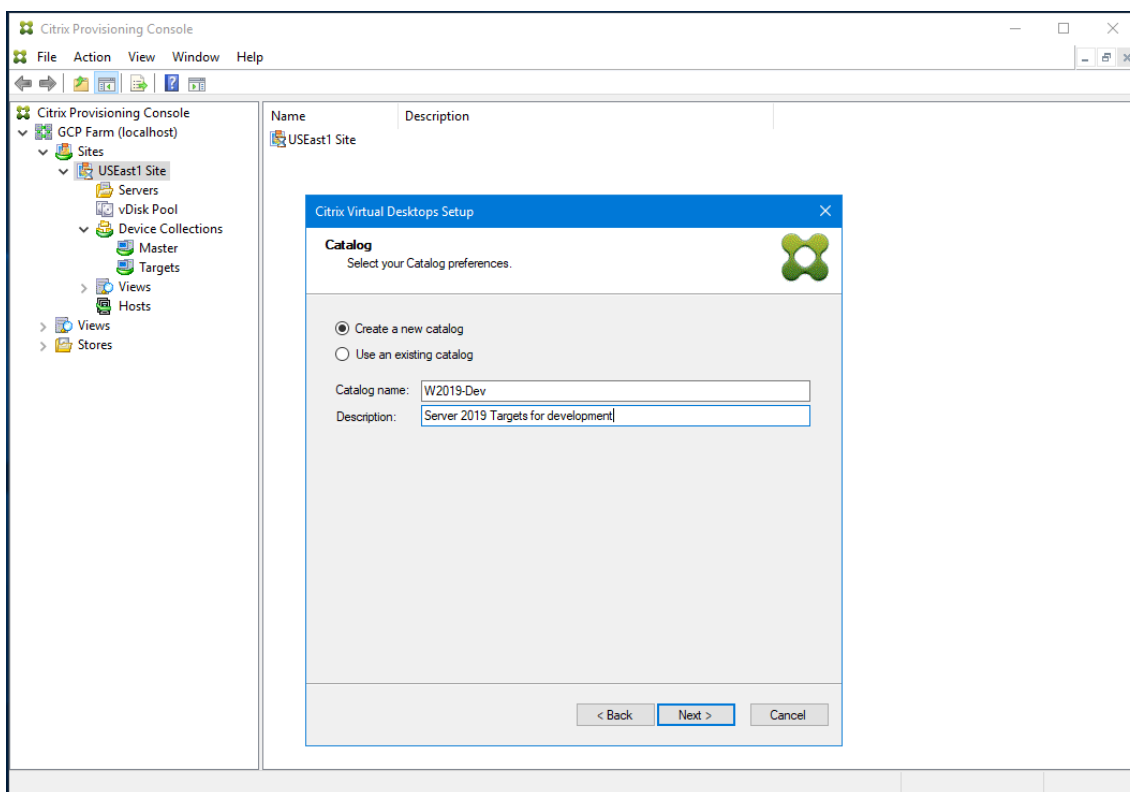 Citrix Provisioning Console
File Action View Window Help
Citrix Provisioning Console
GCP Farm (localhost)
Sites
USEast1 Site
Servers
vDisk Pool
Device Collections
Master
Targets
Views
Hosts
Views
Stores
Name Description
USEast1 Site
Citrix Virtual Desktops Setup
Catalog
Select your Catalog preferences.
Create a new catalog
Use an existing catalog
Catalog name: W2019-Dev
Description: Server 2019 Targets for development
< Back Next > Cancel